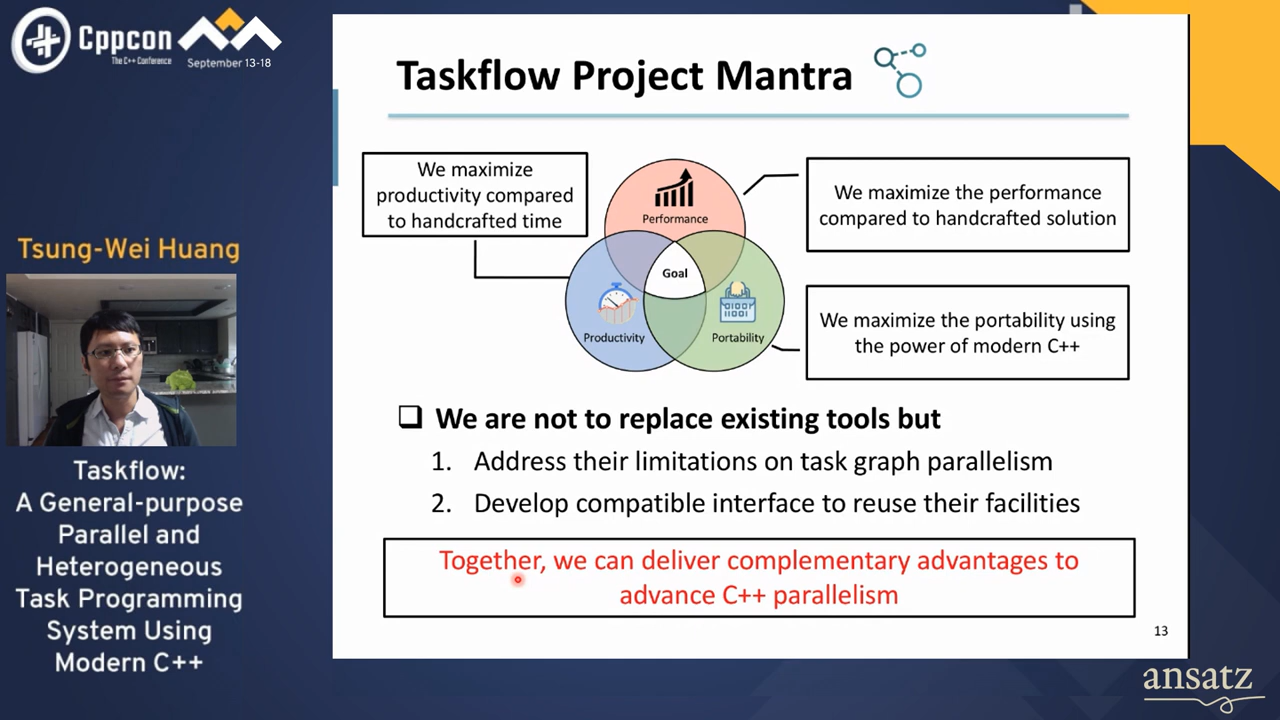 Cppcon
The C++ Conference
September 13-18
Tsung-Wei Huang
Taskflow:
A General-purpose
Parallel and
Heterogeneous
Task Programming
System Using
Modern C++
Taskflow Project Mantra
We maximize
productivity compared
to handcrafted time
Performance
Goal
Productivity
Portability
01001
11001
We maximize the performance
compared to handcrafted solution
We maximize the portability using
the power of modern C++
We are not to replace existing tools but
1. Address their limitations on task graph parallelism
2. Develop compatible interface to reuse their facilities
Together, we can deliver complementary advantages to
advance C++ parallelism
13
ansatz